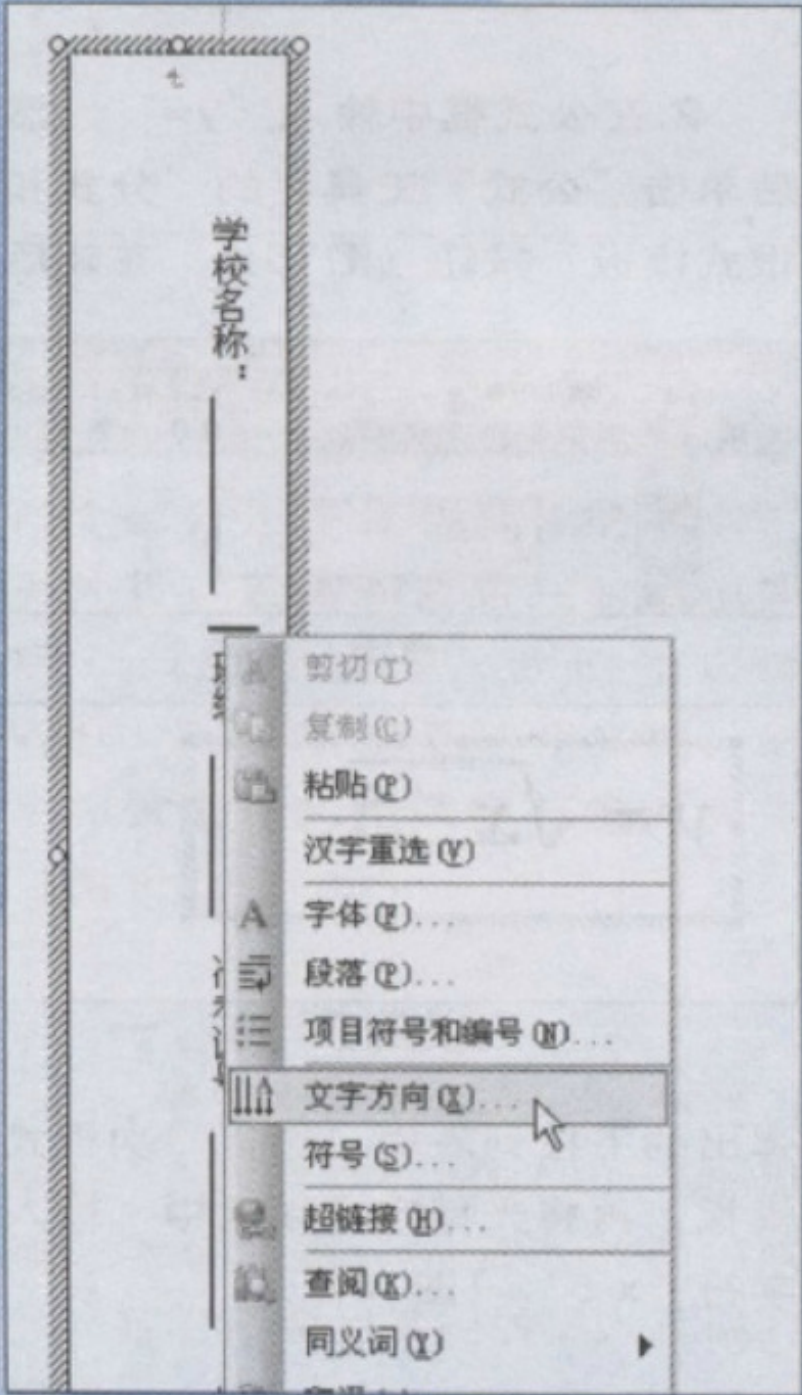 学校名称：
剪切(T)
复制(C)
粘贴(P)
汉字重选(V)
字体(F)...
段落(P)...
项目符号和编号(N)...
文字方向(X)...
符号(S)...
超链接(H)...
查阅(K)...
同义词(Y)